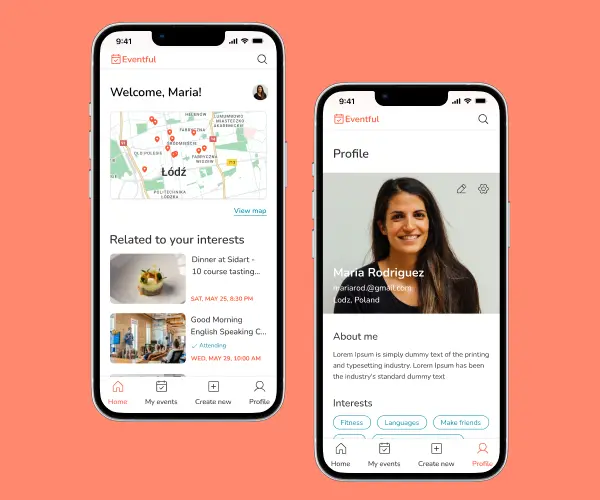 9:41
Eventful
Welcome, Maria!
HELENÓW
LUMUMBOWO
MIASTECZKO
AKADEMICKIE
FABRYCZNA
OLD POLESIE
ŚRÓDMIEŚCIE
FABRYCZNA
WIDZEW
Łódź
POLITECHNIKA
ŁÓDZKA
View map
Related to your interests
Dinner at Sidart -
10 course tasting...
SAT, MAY 25, 8:30 PM
Good Morning
English Speaking C...
Attending
WED, MAY 29, 10:00 AM
Home
My events
Create new
Profile
9:41
Eventful
Profile
Maria Rodriguez
mariarod.@gmail.com
Lodz, Poland
About me
Lorem Ipsum is simply dummy text of the printing
and typesetting industry. Lorem Ipsum has been
the industry's standard dummy text
Interests
Fitness
Languages
Make friends
Home
My events
Create new
Profile